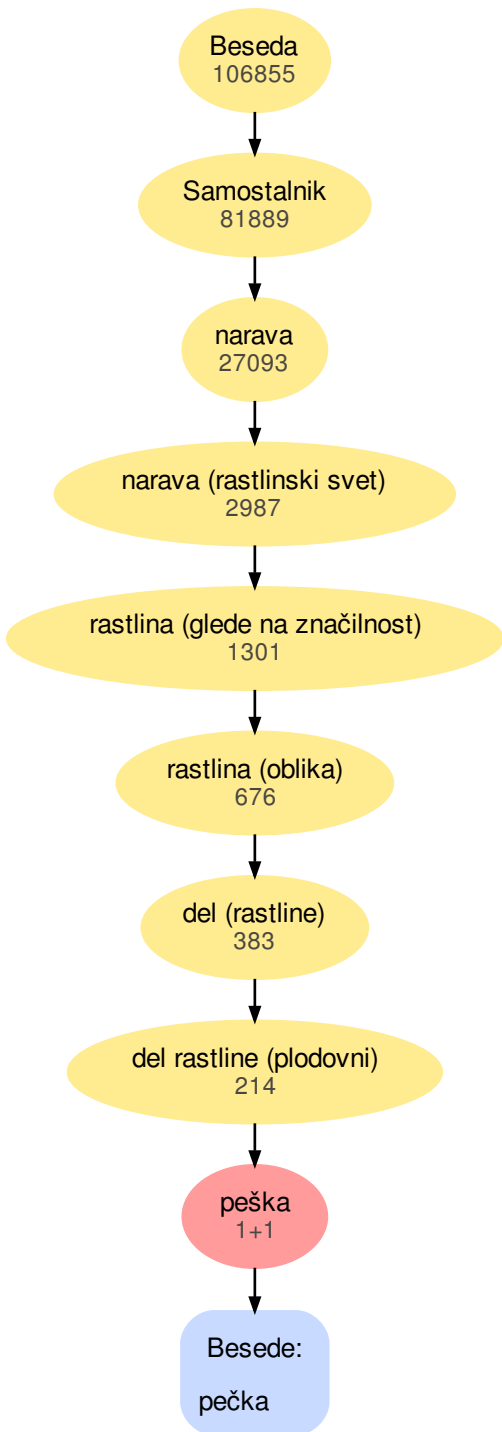 Beseda
106855
Samostalnik
81889
narava
27093
narava (rastlinski svet)
2987
rastlina (glede na značilnost)
1301
rastlina (oblika)
676
del (rastline)
383
del rastline (plodovni)
214
peška
1+1
Besede:
pečka